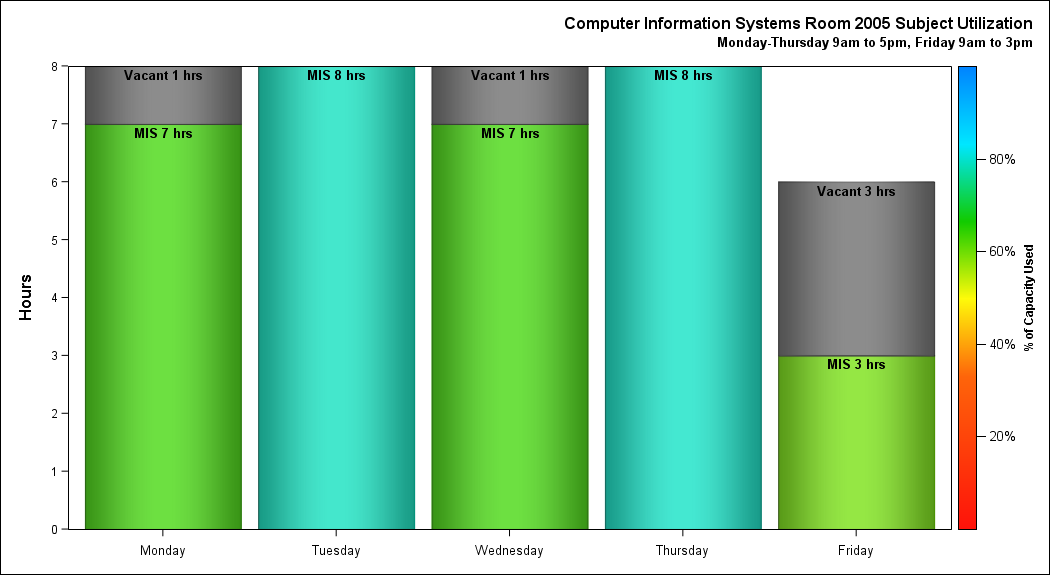 Computer Information Systems Room 2005 Subject Utilization
Monday-Thursday 9am to 5pm, Friday 9am to 3pm
Hours
8
7
6
5
4
3
2
1
0
Vacant 1 hrs
MIS 7 hrs
MIS 8 hrs
Vacant 1 hrs
MIS 7 hrs
MIS 8 hrs
Vacant 3 hrs
MIS 3 hrs
Monday
Tuesday
Wednesday
Thursday
Friday
80%
60%
40%
20%
% of Capacity Used